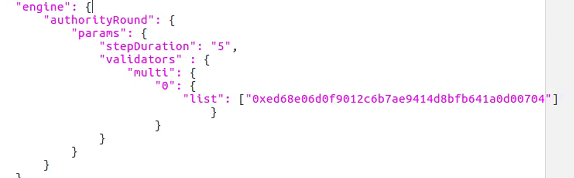 "engine": {
"authorityRound": {
"params": {
"stepDuration": "5",
"validators" : {
"multi": {
"0": {
"list": ["0xed68e06d0f9012c6b7ae9414d8bfb641a0d00704"]
}
}
}
}
}
}